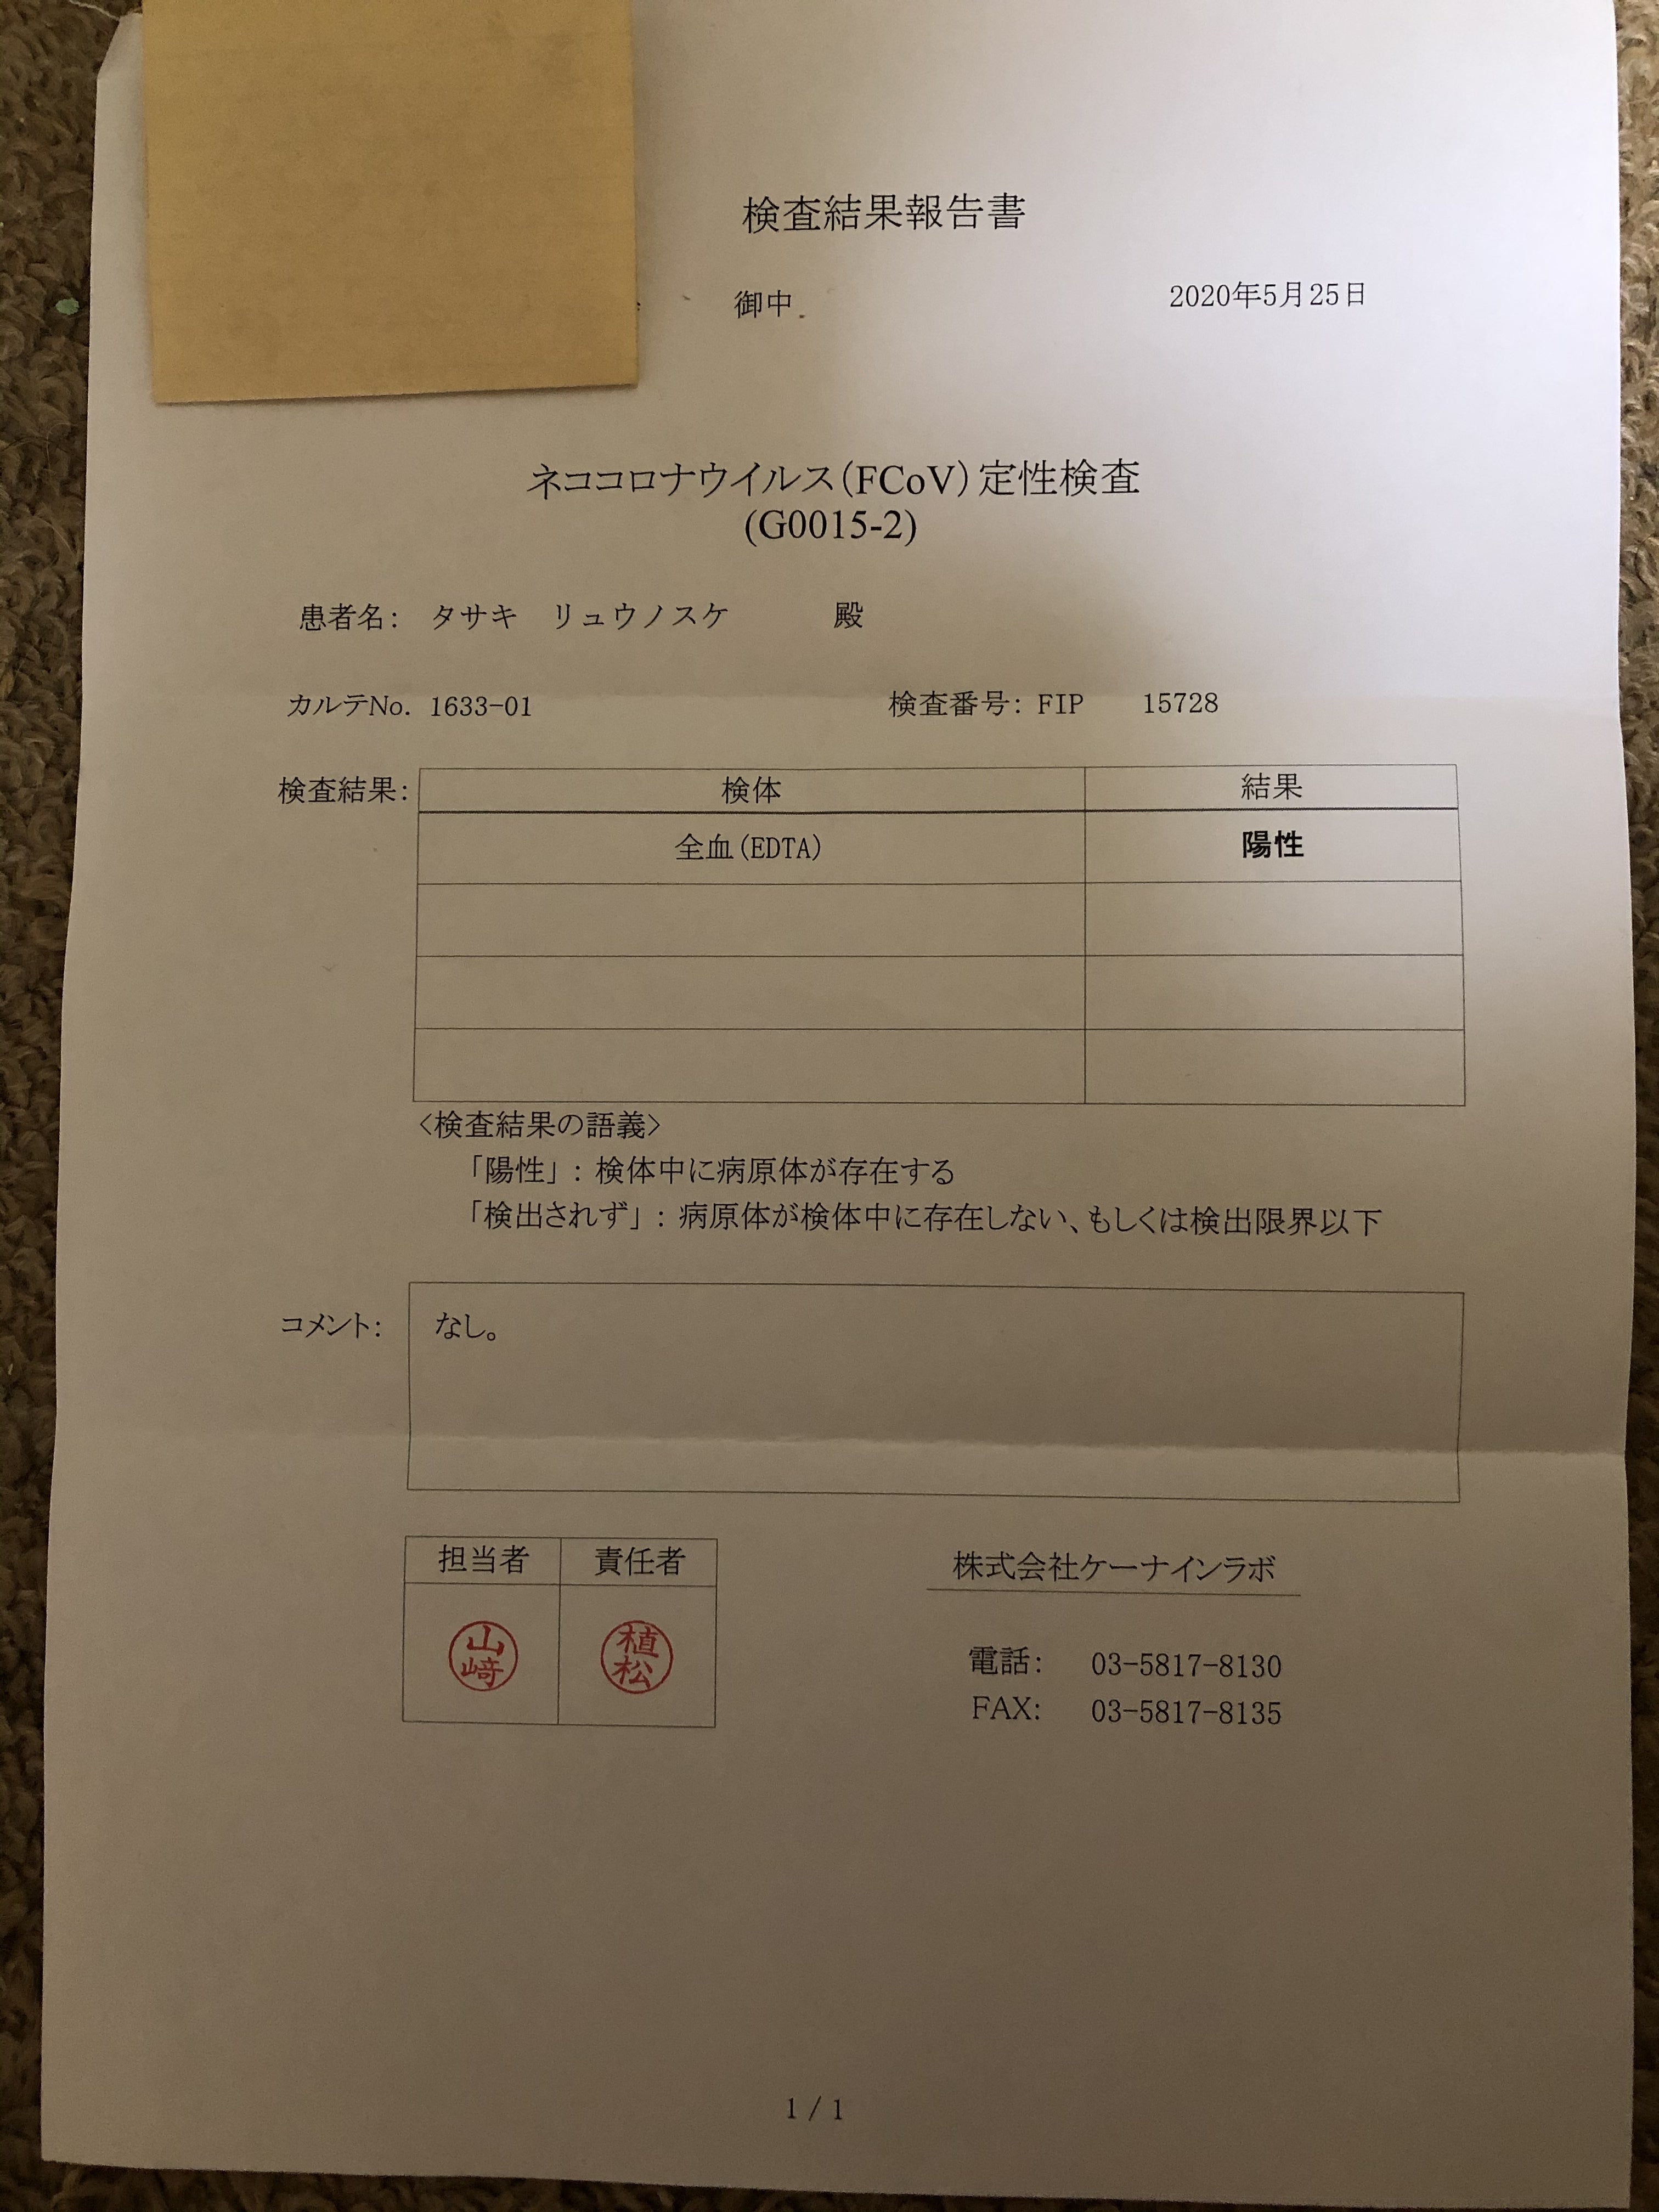 検査結果報告書
御中
2020年5月25日
ネココロナウイルス(FCoV)定性検査
(G0015-2)
患者名: タサキ リュウノスケ 殿
カルテNo. 1633-01
検査番号: FIP 15728
検査結果:
検体 結果
全血(EDTA) 陽性
<検査結果の語義>
「陽性」: 検体中に病原体が存在する
「検出されず」: 病原体が検体中に存在しない、もしくは検出限界以下
コメント: なし。
担当者 責任者
山﨑 植松
株式会社ケーナインラボ
電話: 03-5817-8130
FAX: 03-5817-8135
1 / 1